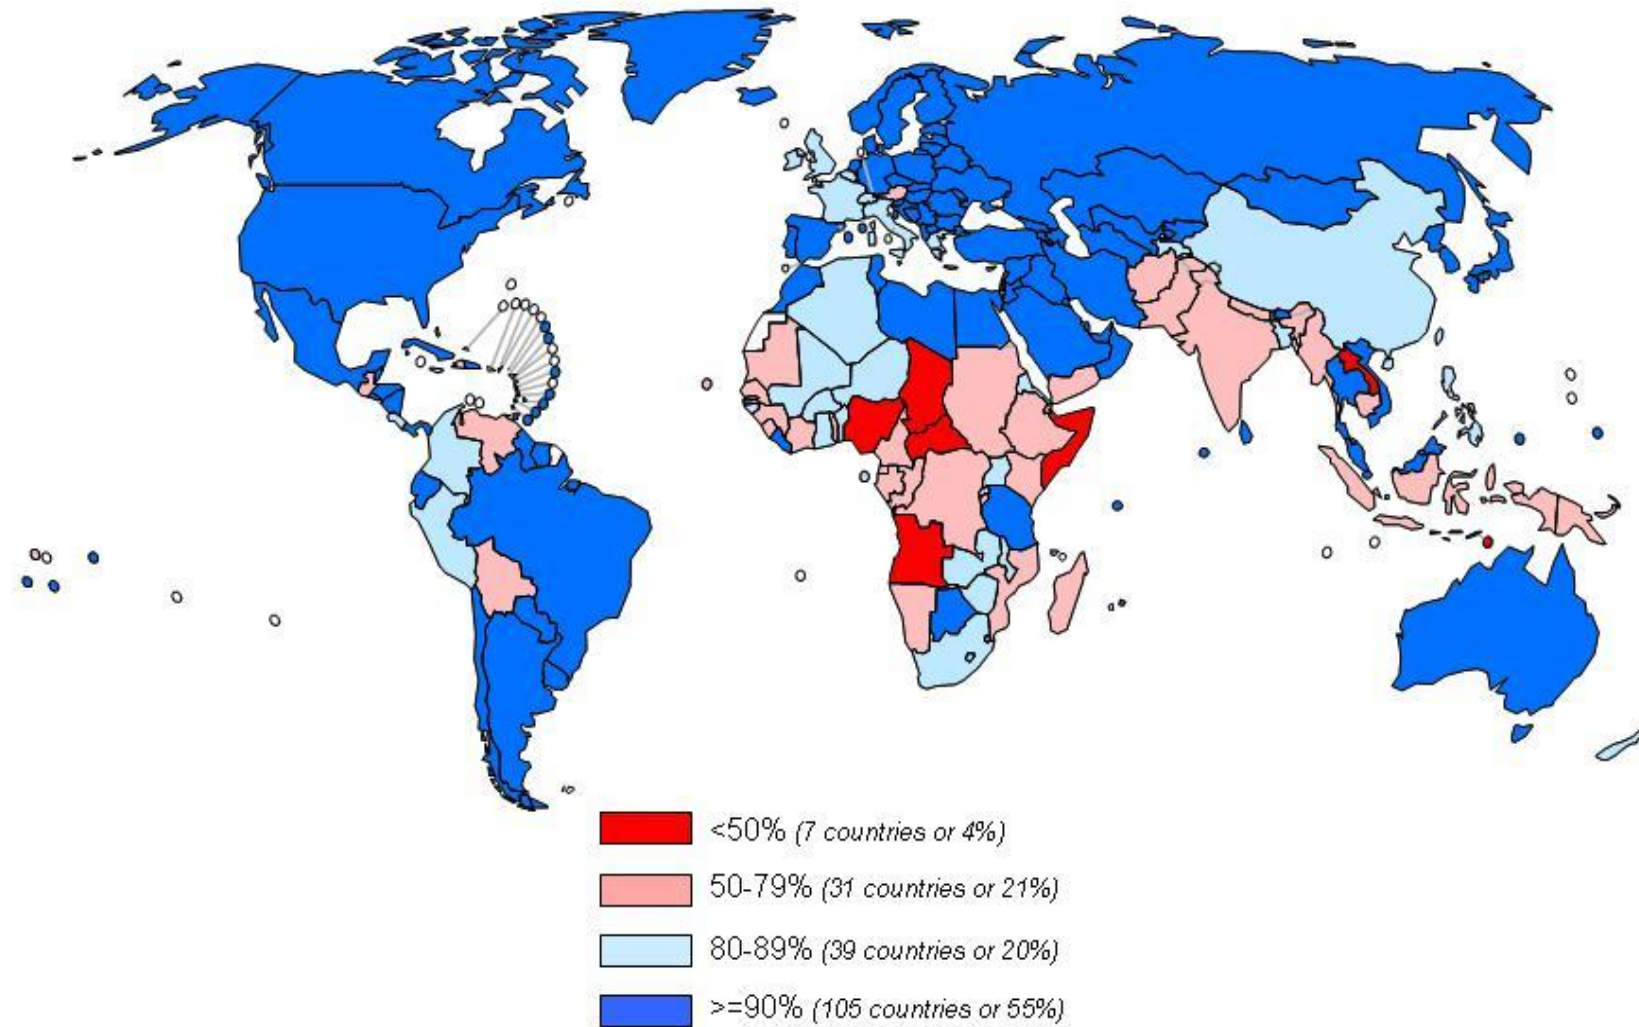 <50% (7 countries or 4%)
50-79% (31 countries or 21%)
80-89% (39 countries or 20%)
>=90% (105 countries or 55%)